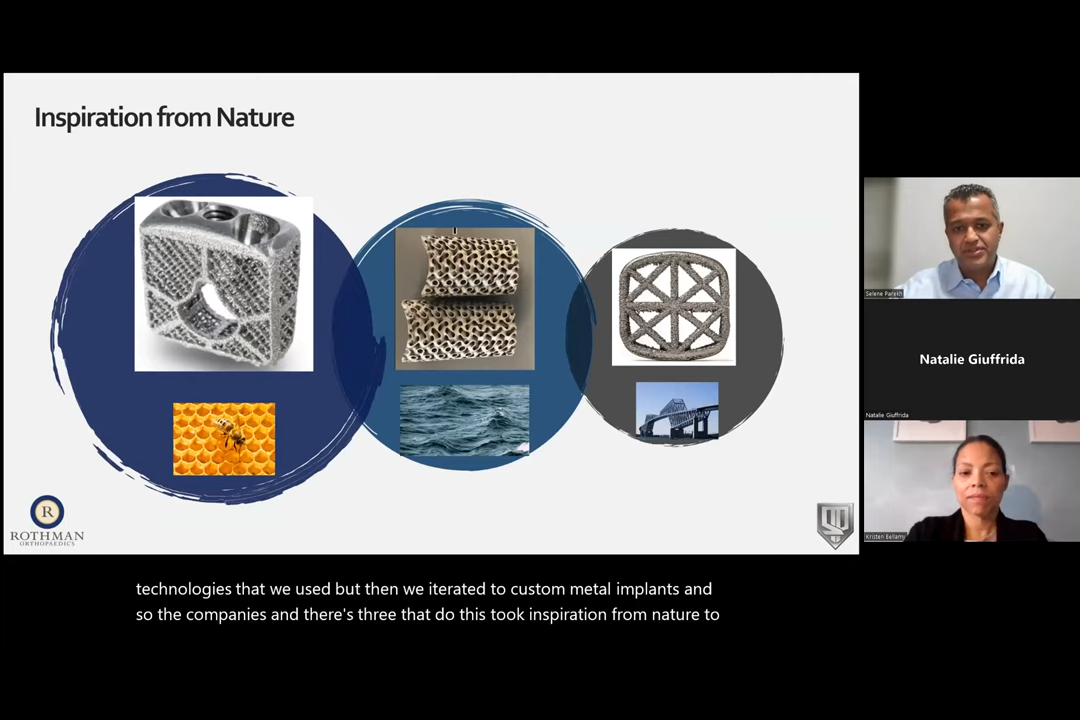 Inspiration from Nature
R
ROTHMAN
ORTHOPAEDICS
Selene Parekh
Natalie Giuffrida
Natalie Giuffrida
Kristen Bellamy
technologies that we used but then we iterated to custom metal implants and
so the companies and there's three that do this took inspiration from nature to